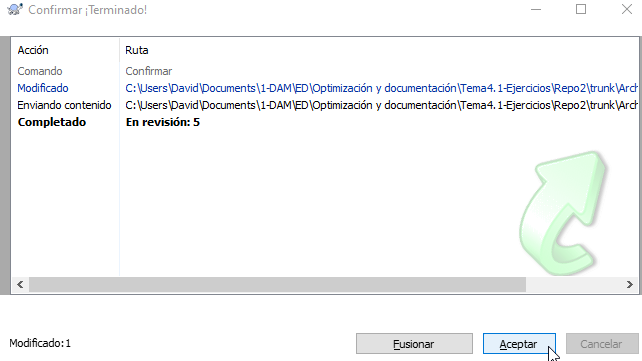 Confirmar ¡Terminado!
Acción Ruta
Comando Confirmar
Modificado C:\Users\David\Documents\1-DAM\ED\Optimización y documentación\Tema4.1-Ejercicios\Repo2\trunk\Arch
Enviando contenido C:\Users\David\Documents\1-DAM\ED\Optimización y documentación\Tema4.1-Ejercicios\Repo2\trunk\Arch
Completado En revisión: 5
Modificado:1 Fusionar Aceptar Cancelar